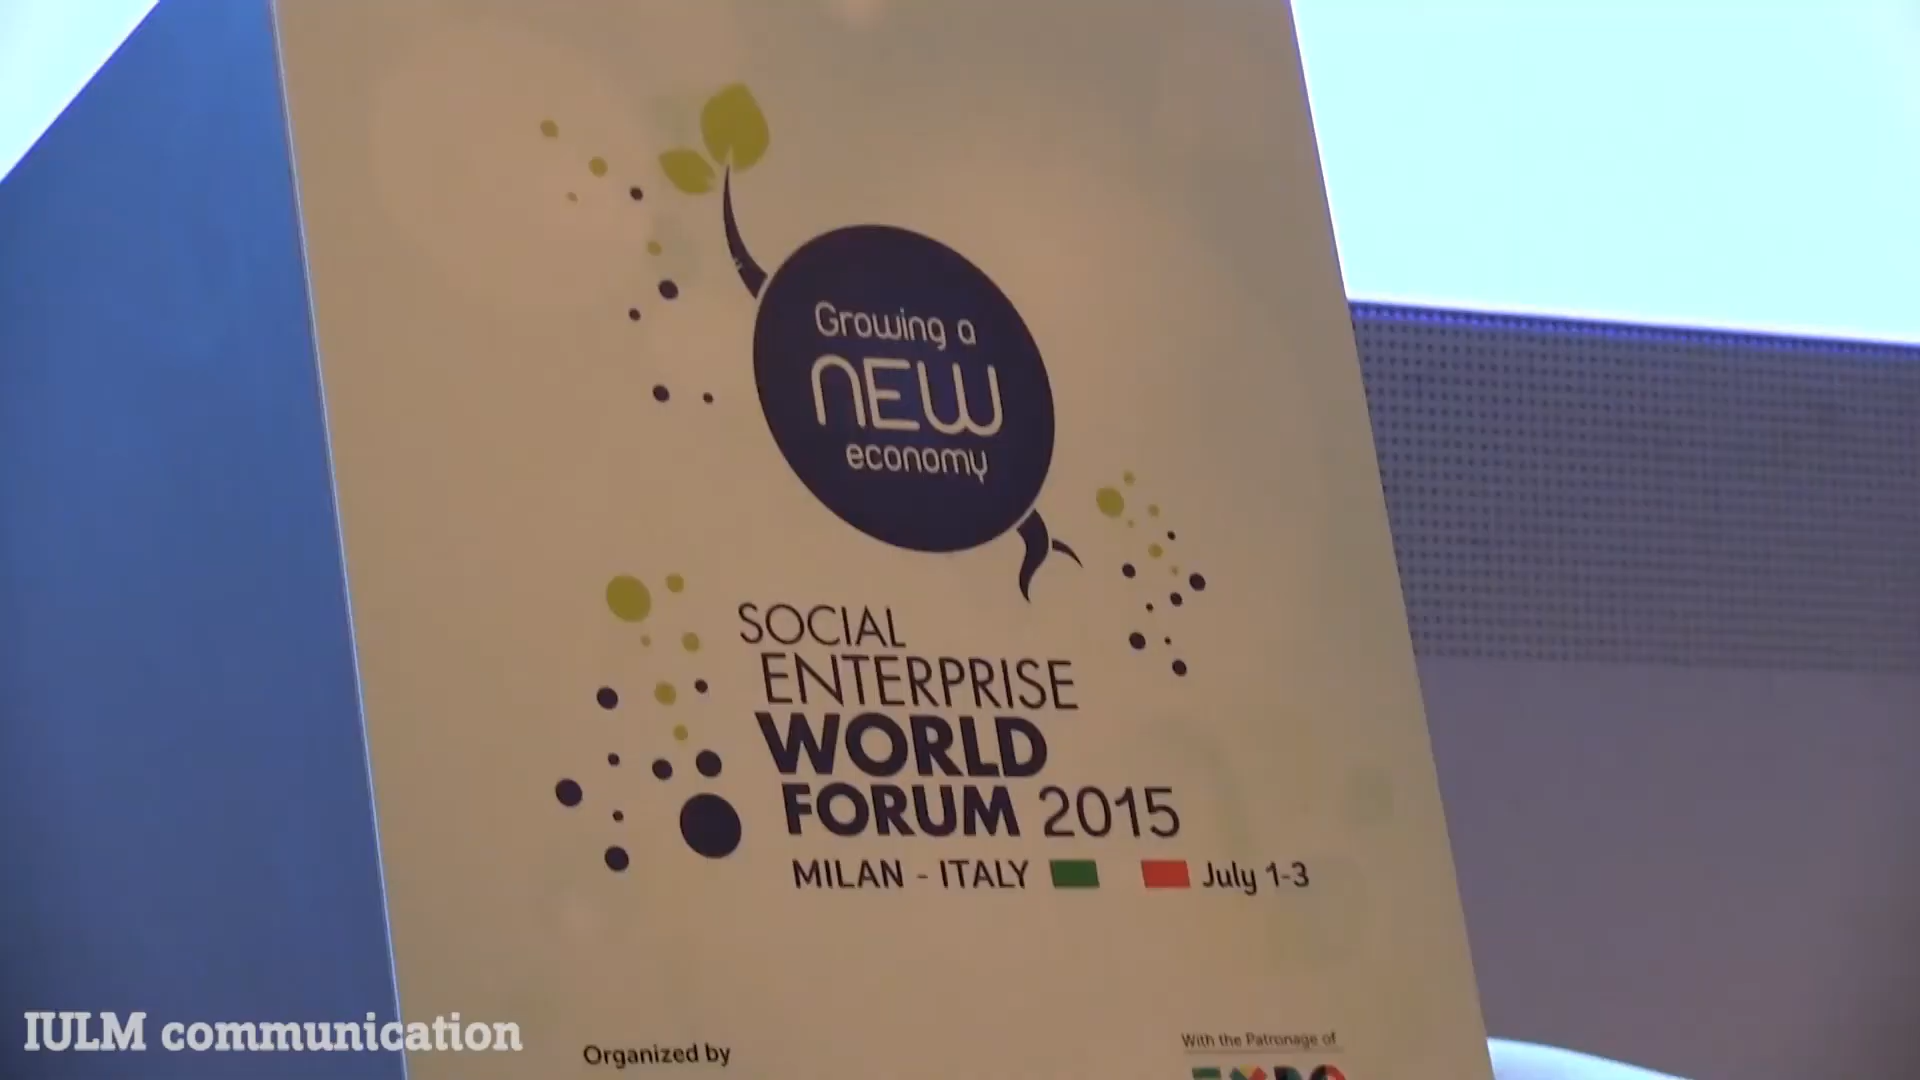 Growing a
NEW
economy
SOCIAL
ENTERPRISE
WORLD
FORUM 2015
MILAN - ITALY July 1-3
Organized by
With the Patronage of
IULM communication